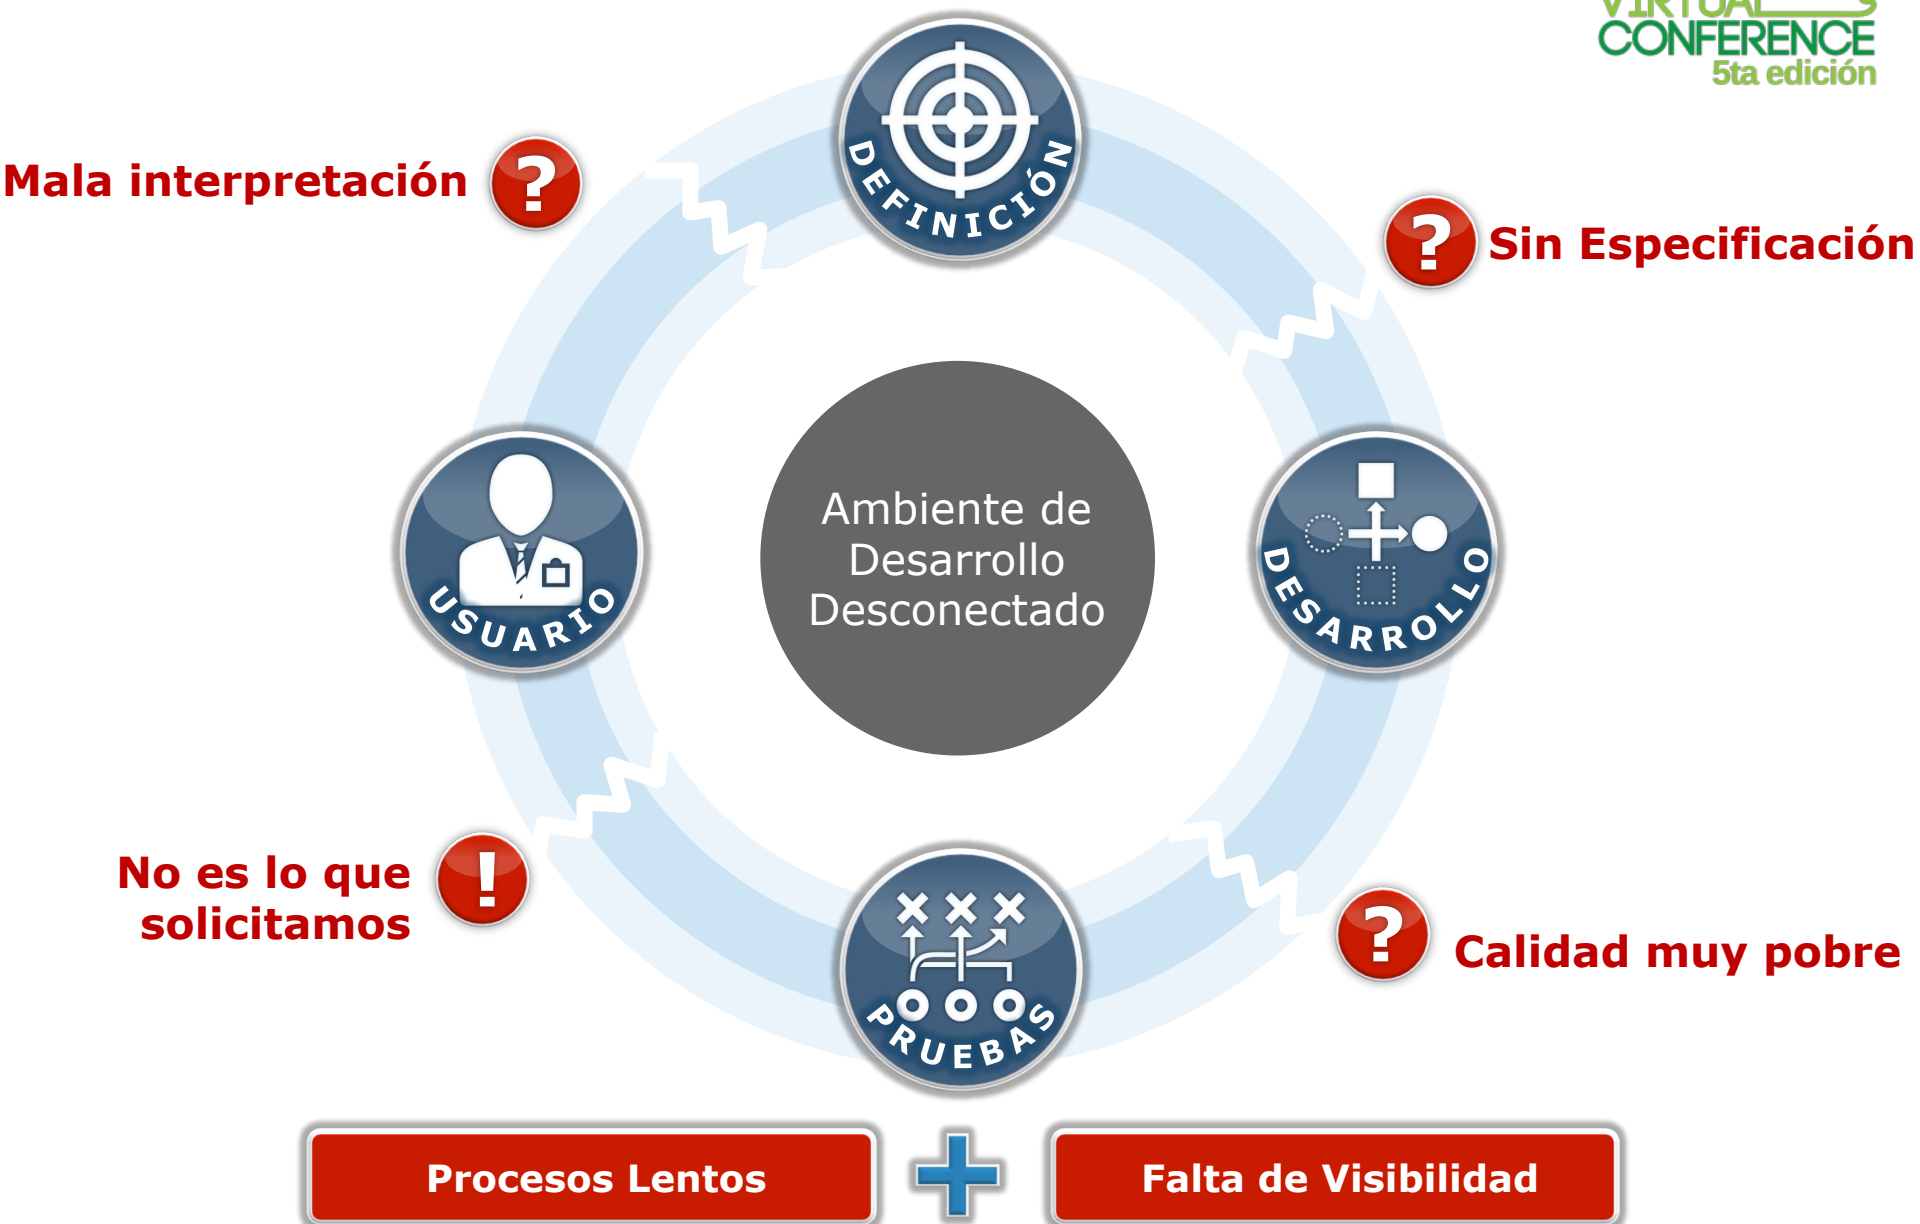 VIRTUAL
CONFERENCE
5ta edición
DEFINICIÓN
Mala interpretación
?
?
Sin Especificación
Ambiente de
Desarrollo
Desconectado
USUARIO
DESARROLLO
No es lo que
solicitamos
!
?
Calidad muy pobre
PRUEBAS
Procesos Lentos
Falta de Visibilidad